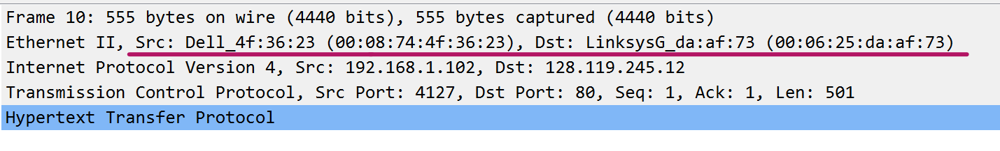 Frame 10: 555 bytes on wire (4440 bits), 555 bytes captured (4440 bits)
Ethernet II, Src: Dell_4f:36:23 (00:08:74:4f:36:23), Dst: LinksysG_da:af:73 (00:06:25:da:af:73)
Internet Protocol Version 4, Src: 192.168.1.102, Dst: 128.119.245.12
Transmission Control Protocol, Src Port: 4127, Dst Port: 80, Seq: 1, Ack: 1, Len: 501
Hypertext Transfer Protocol